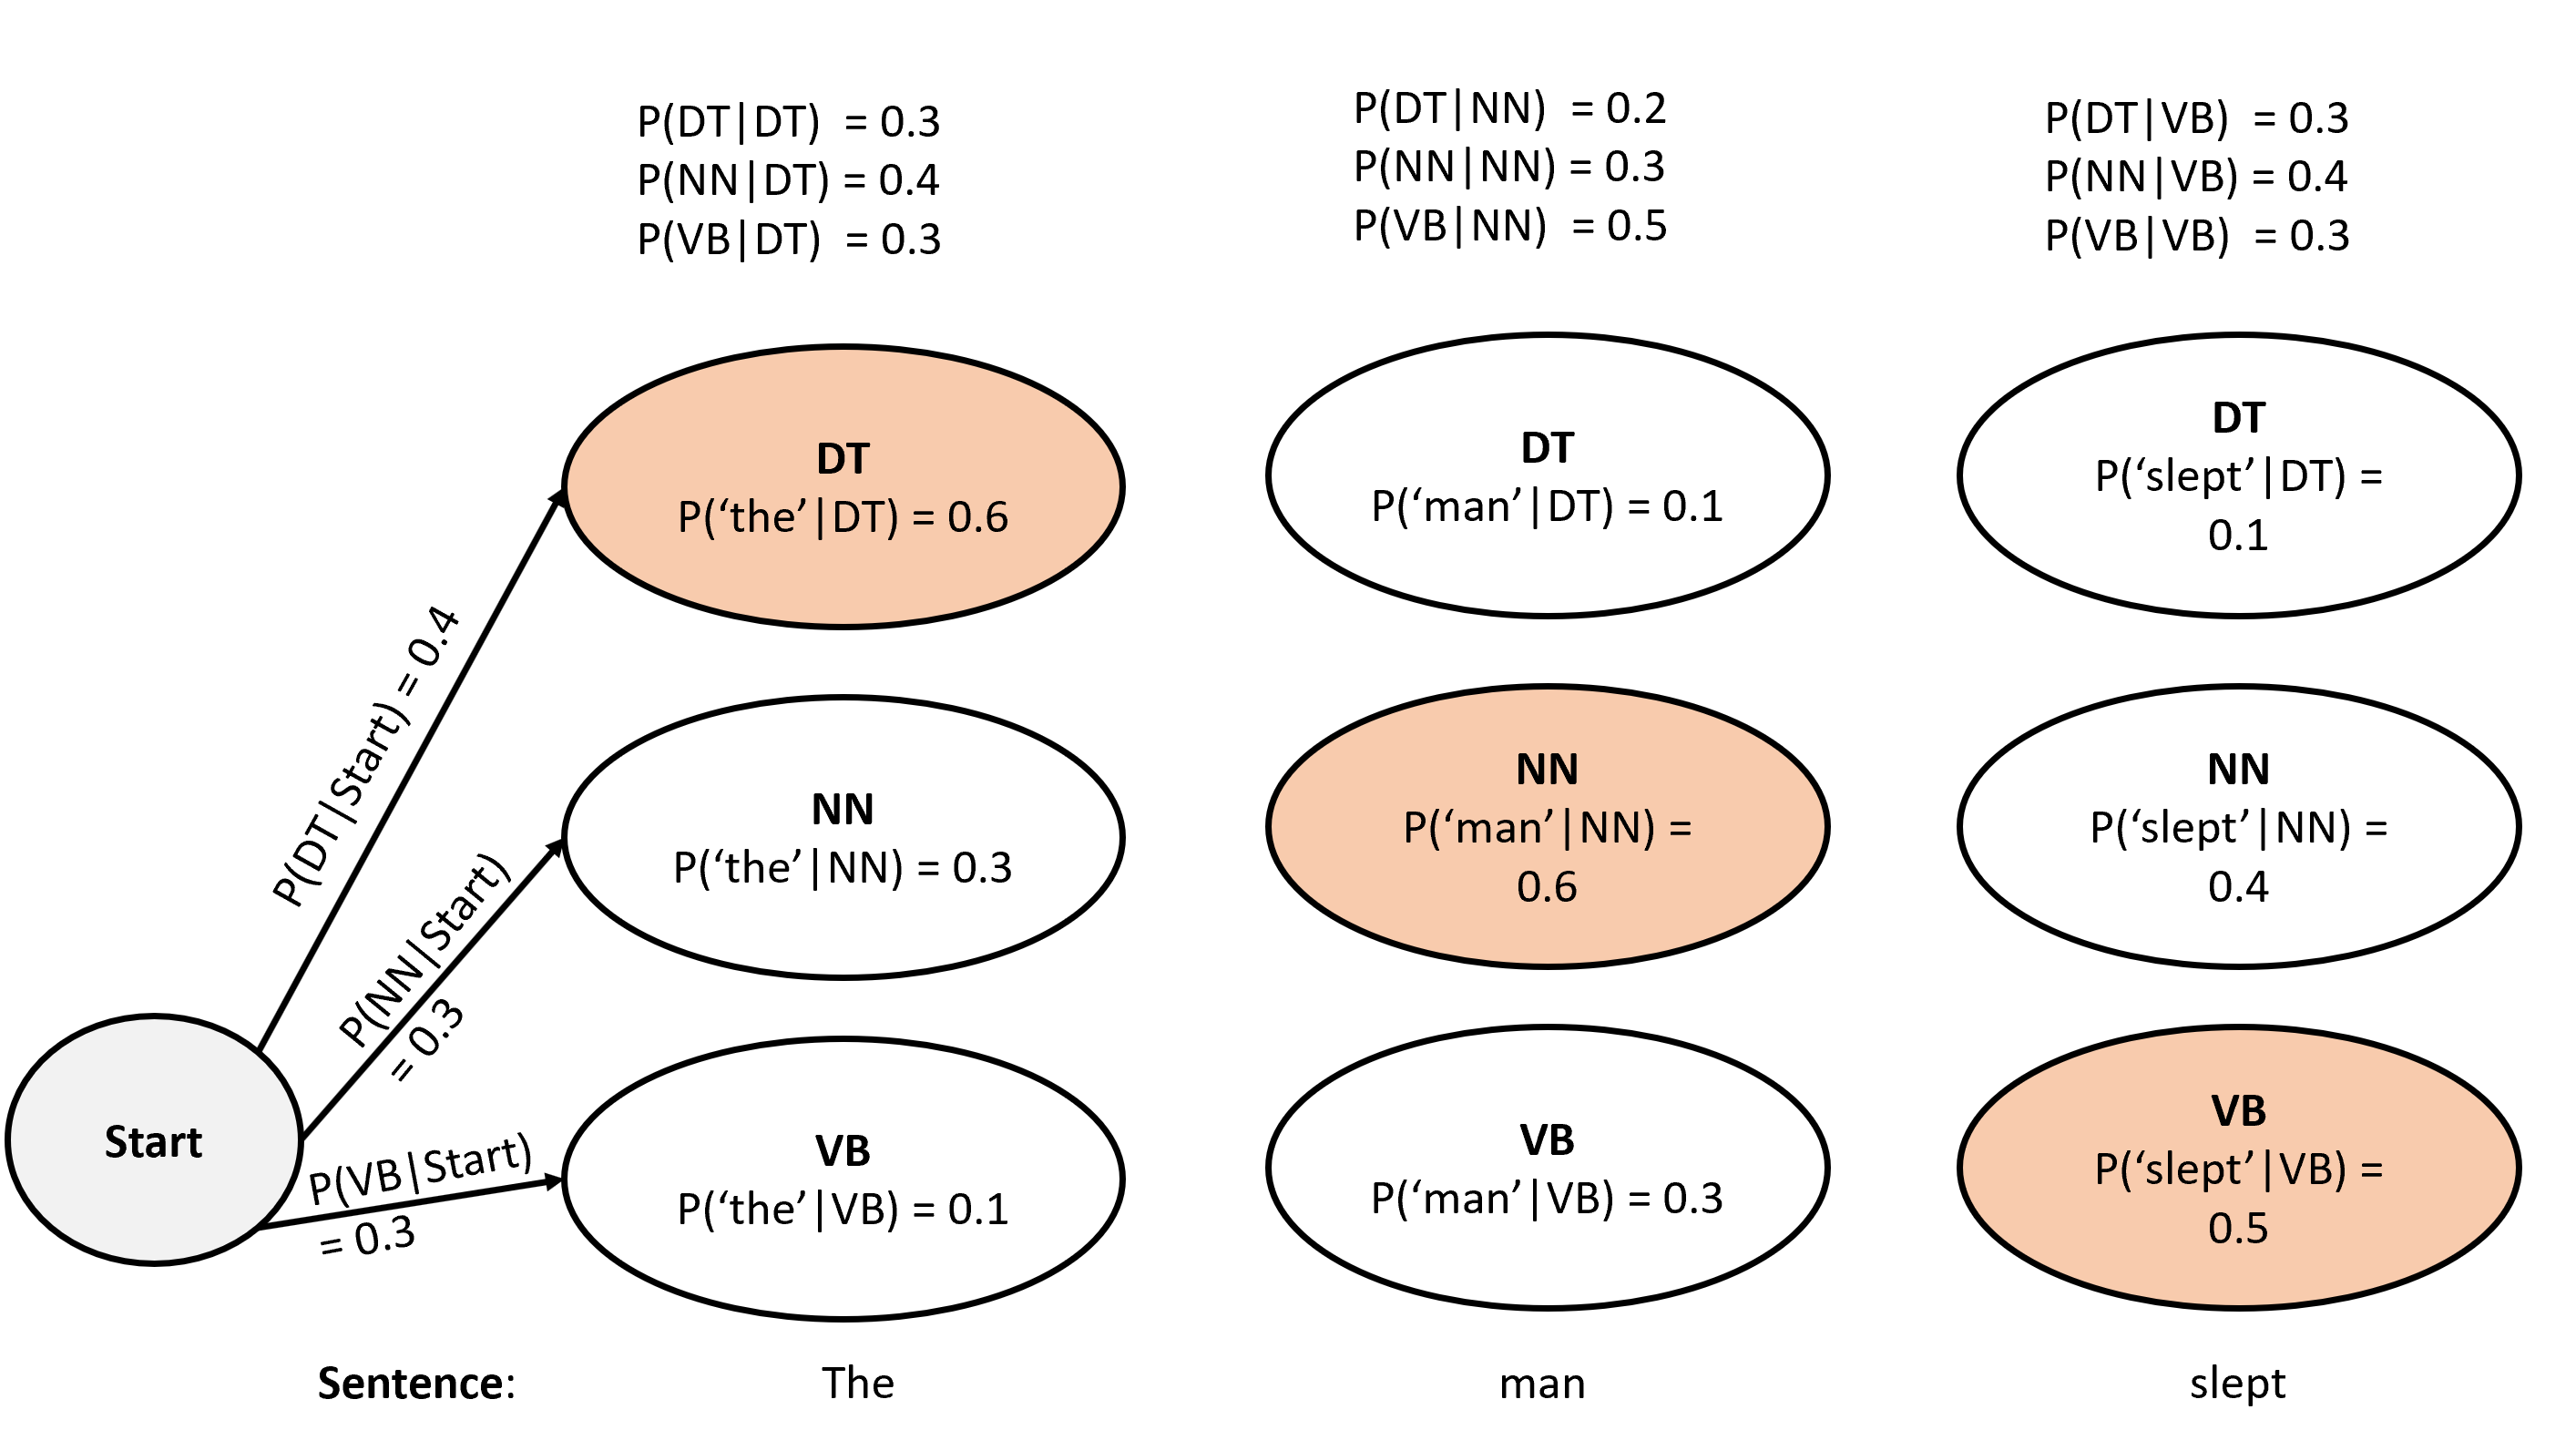 P(DT|DT) = 0.3
P(NN|DT) = 0.4
P(VB|DT) = 0.3
P(DT|NN) = 0.2
P(NN|NN) = 0.3
P(VB|NN) = 0.5
P(DT|VB) = 0.3
P(NN|VB) = 0.4
P(VB|VB) = 0.3
Start
P(DT|Start) = 0.4
P(NN|Start)
= 0.3
P(VB|Start)
= 0.3
DT
P(‘the’|DT) = 0.6
NN
P(‘the’|NN) = 0.3
VB
P(‘the’|VB) = 0.1
DT
P(‘man’|DT) = 0.1
NN
P(‘man’|NN) =
0.6
VB
P(‘man’|VB) = 0.3
DT
P(‘slept’|DT) =
0.1
NN
P(‘slept’|NN) =
0.4
VB
P(‘slept’|VB) =
0.5
Sentence: The man slept